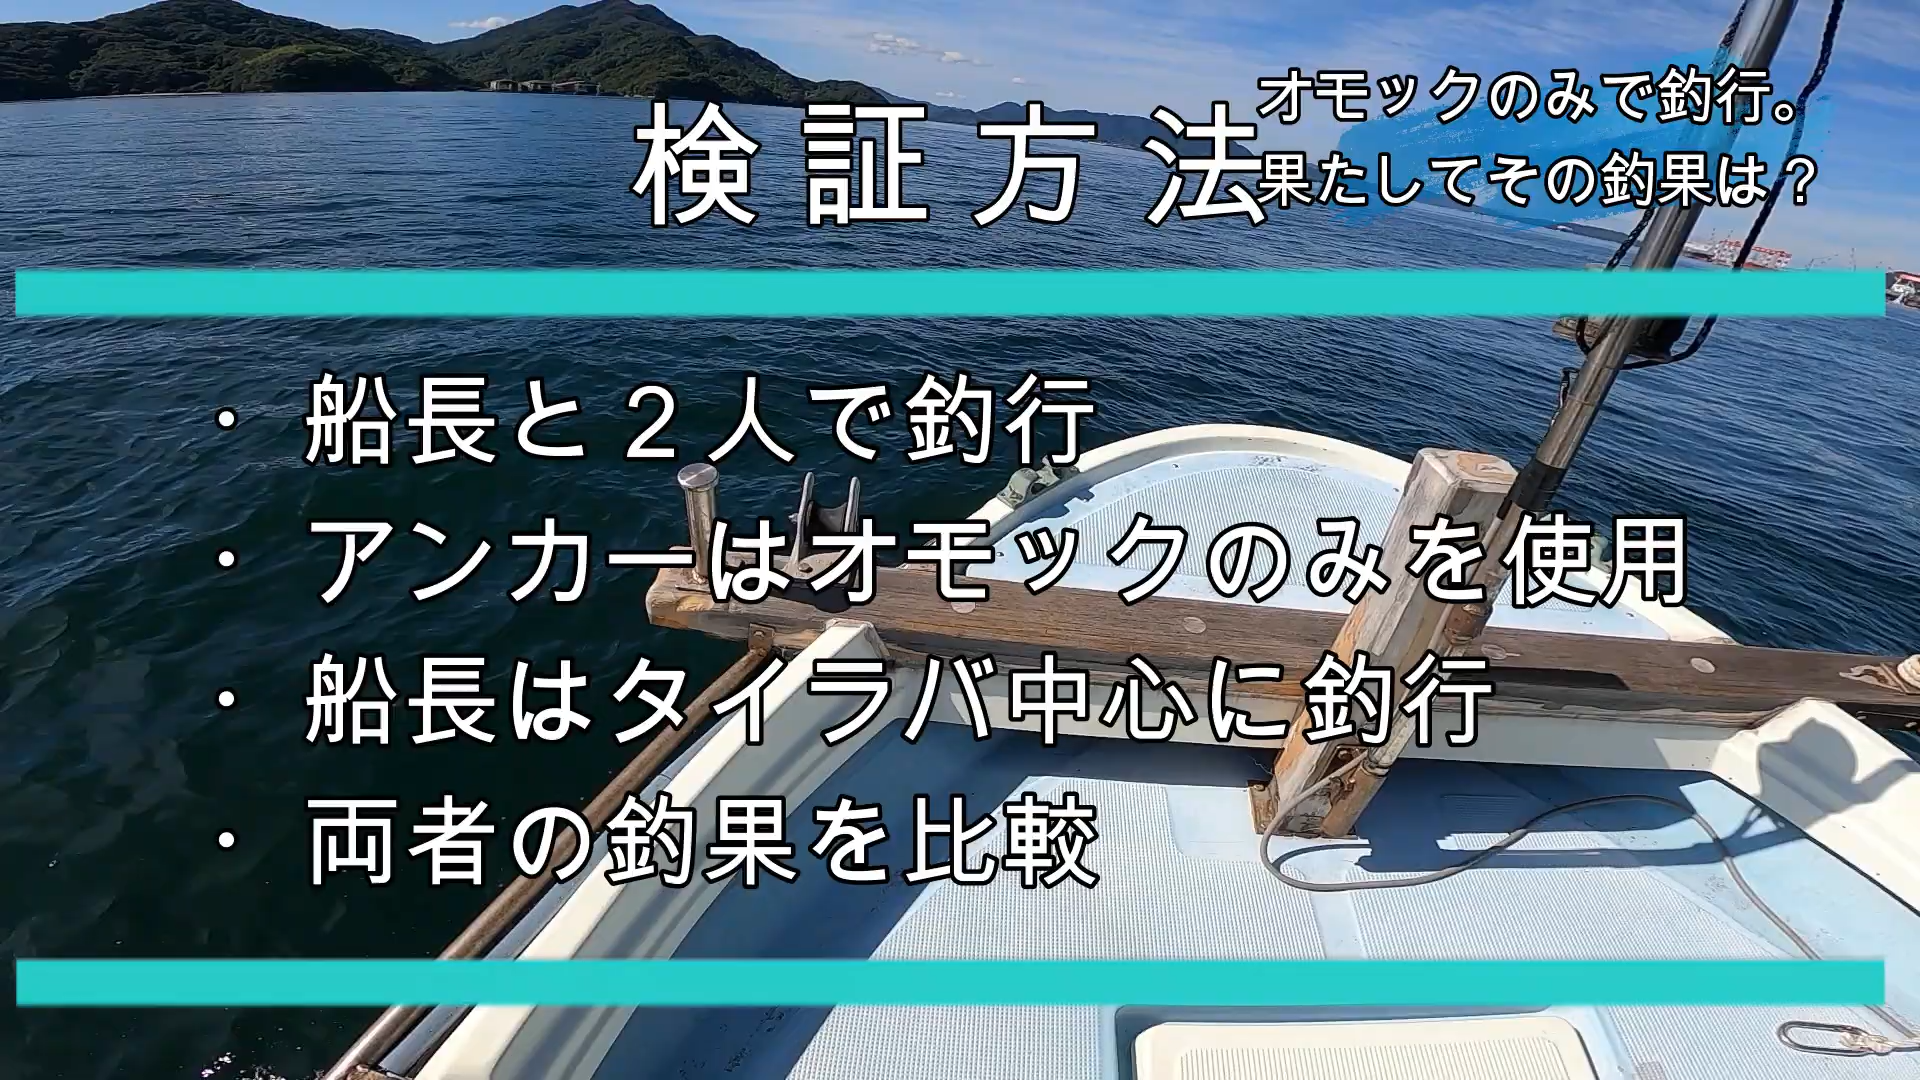 検証方法
オモックのみで釣行。
果たしてその釣果は？
・船長と２人で釣行
・アンカーはオモックのみを使用
・船長はタイラバ中心に釣行
・両者の釣果を比較